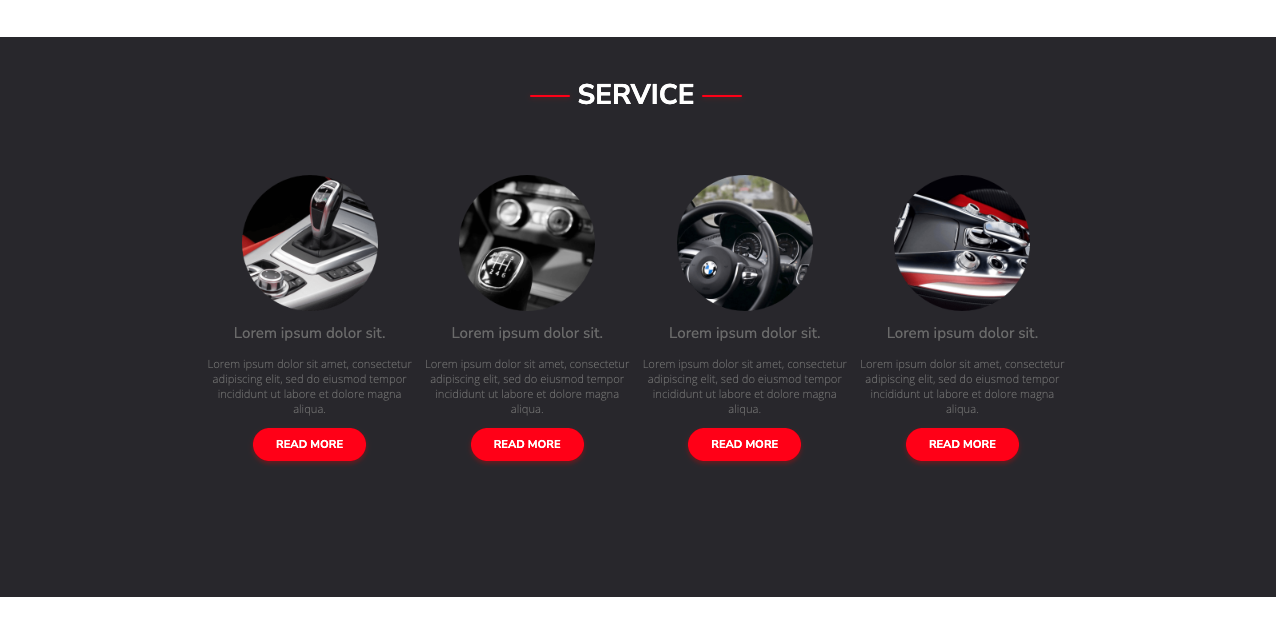 SERVICE
Lorem ipsum dolor sit.
Lorem ipsum dolor sit amet, consectetur
adipiscing elit, sed do eiusmod tempor
incididunt ut labore et dolore magna
aliqua.
READ MORE
Lorem ipsum dolor sit.
Lorem ipsum dolor sit amet, consectetur
adipiscing elit, sed do eiusmod tempor
incididunt ut labore et dolore magna
aliqua.
READ MORE
Lorem ipsum dolor sit.
Lorem ipsum dolor sit amet, consectetur
adipiscing elit, sed do eiusmod tempor
incididunt ut labore et dolore magna
aliqua.
READ MORE
Lorem ipsum dolor sit.
Lorem ipsum dolor sit amet, consectetur
adipiscing elit, sed do eiusmod tempor
incididunt ut labore et dolore magna
aliqua.
READ MORE